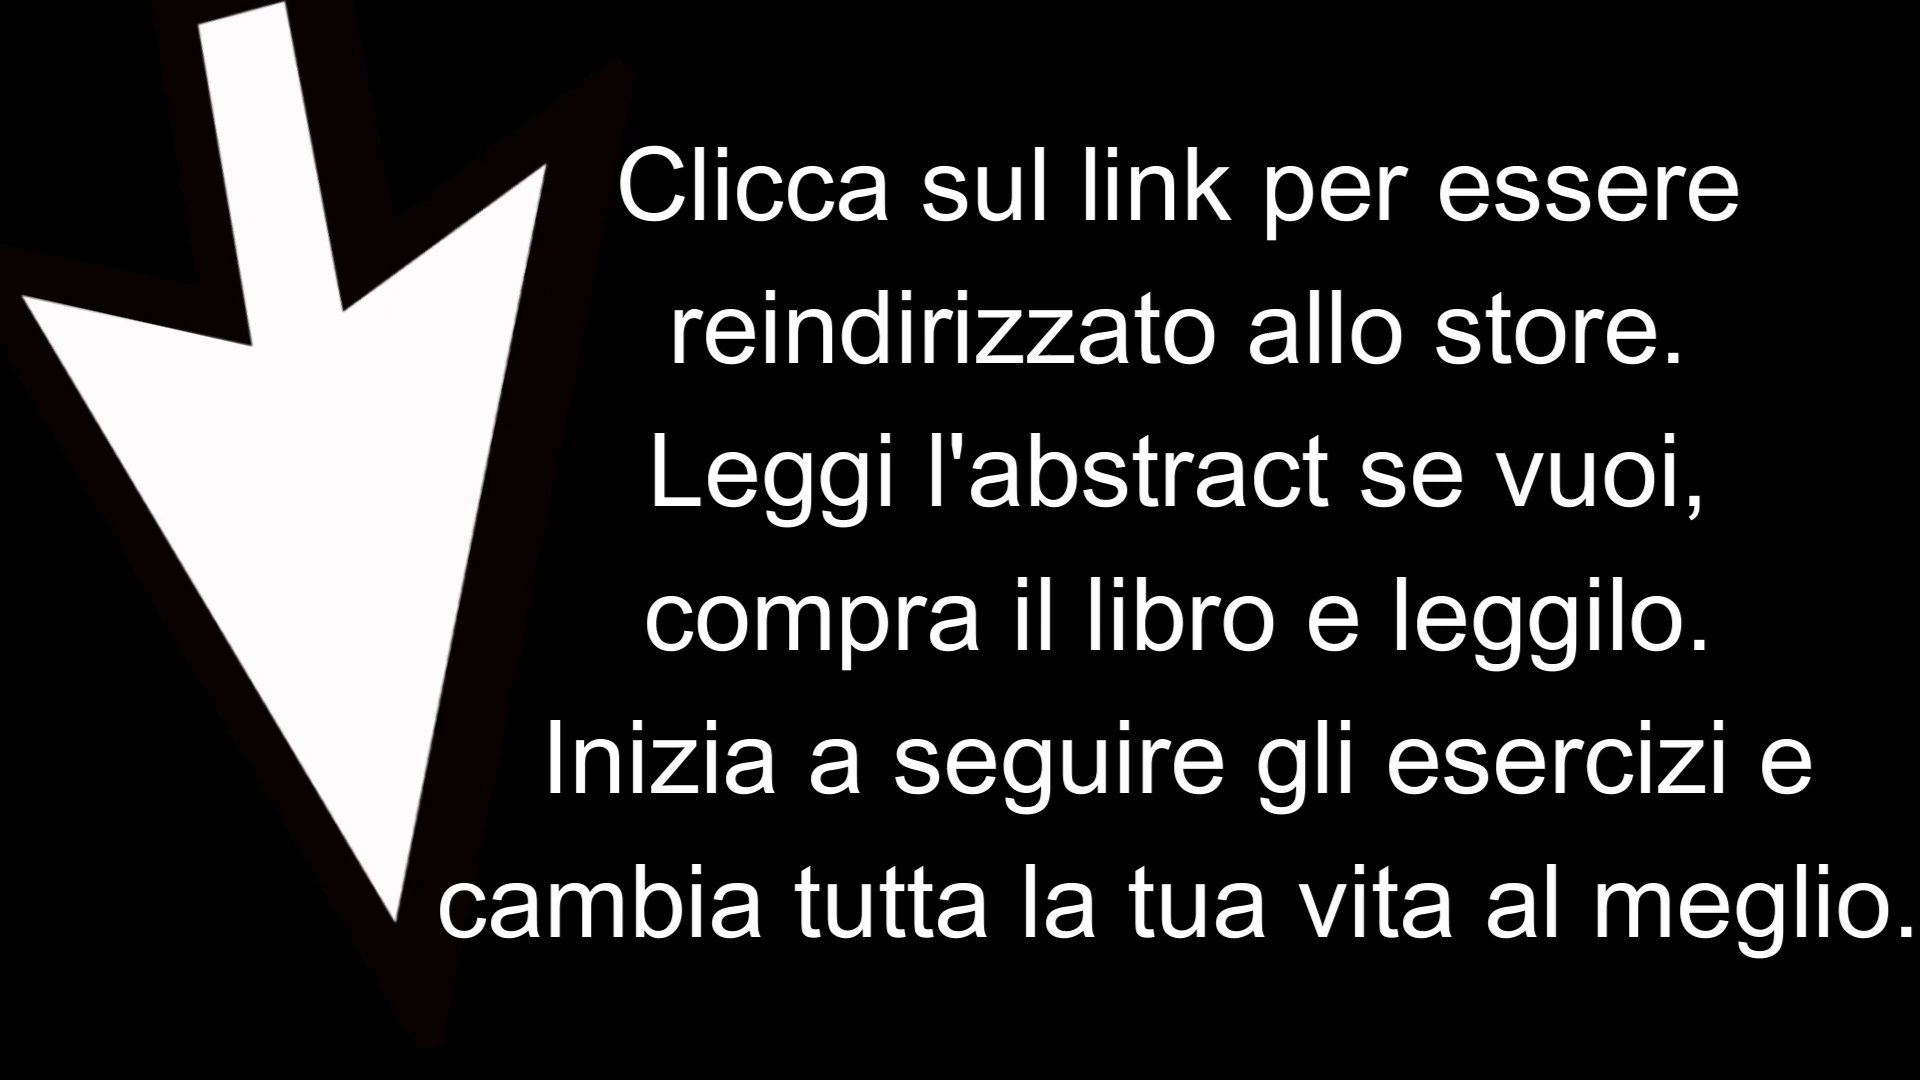 Clicca sul link per essere
reindirizzato allo store.
Leggi l'abstract se vuoi,
compra il libro e leggilo.
Inizia a seguire gli esercizi e
cambia tutta la tua vita al meglio.